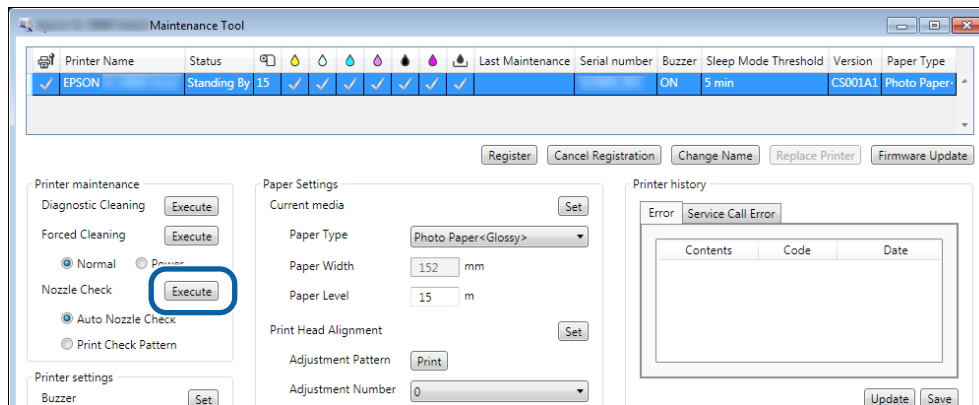 Maintenance Tool
Printer Name Status Last Maintenance Serial number Buzzer Sleep Mode Threshold Version Paper Type
EPSON Standing By 15 ON 5 min CS001A1 Photo Paper
Register Cancel Registration Change Name Replace Printer Firmware Update
Printer maintenance
Diagnostic Cleaning Execute
Forced Cleaning Execute
Normal Power
Nozzle Check Execute
Auto Nozzle Check
Print Check Pattern
Printer settings
Buzzer Set
Paper Settings
Current media Set
Paper Type Photo Paper<Glossy>
Paper Width 152 mm
Paper Level 15 m
Print Head Alignment Set
Adjustment Pattern Print
Adjustment Number 0
Printer history
Error Service Call Error
Contents Code Date
Update Save